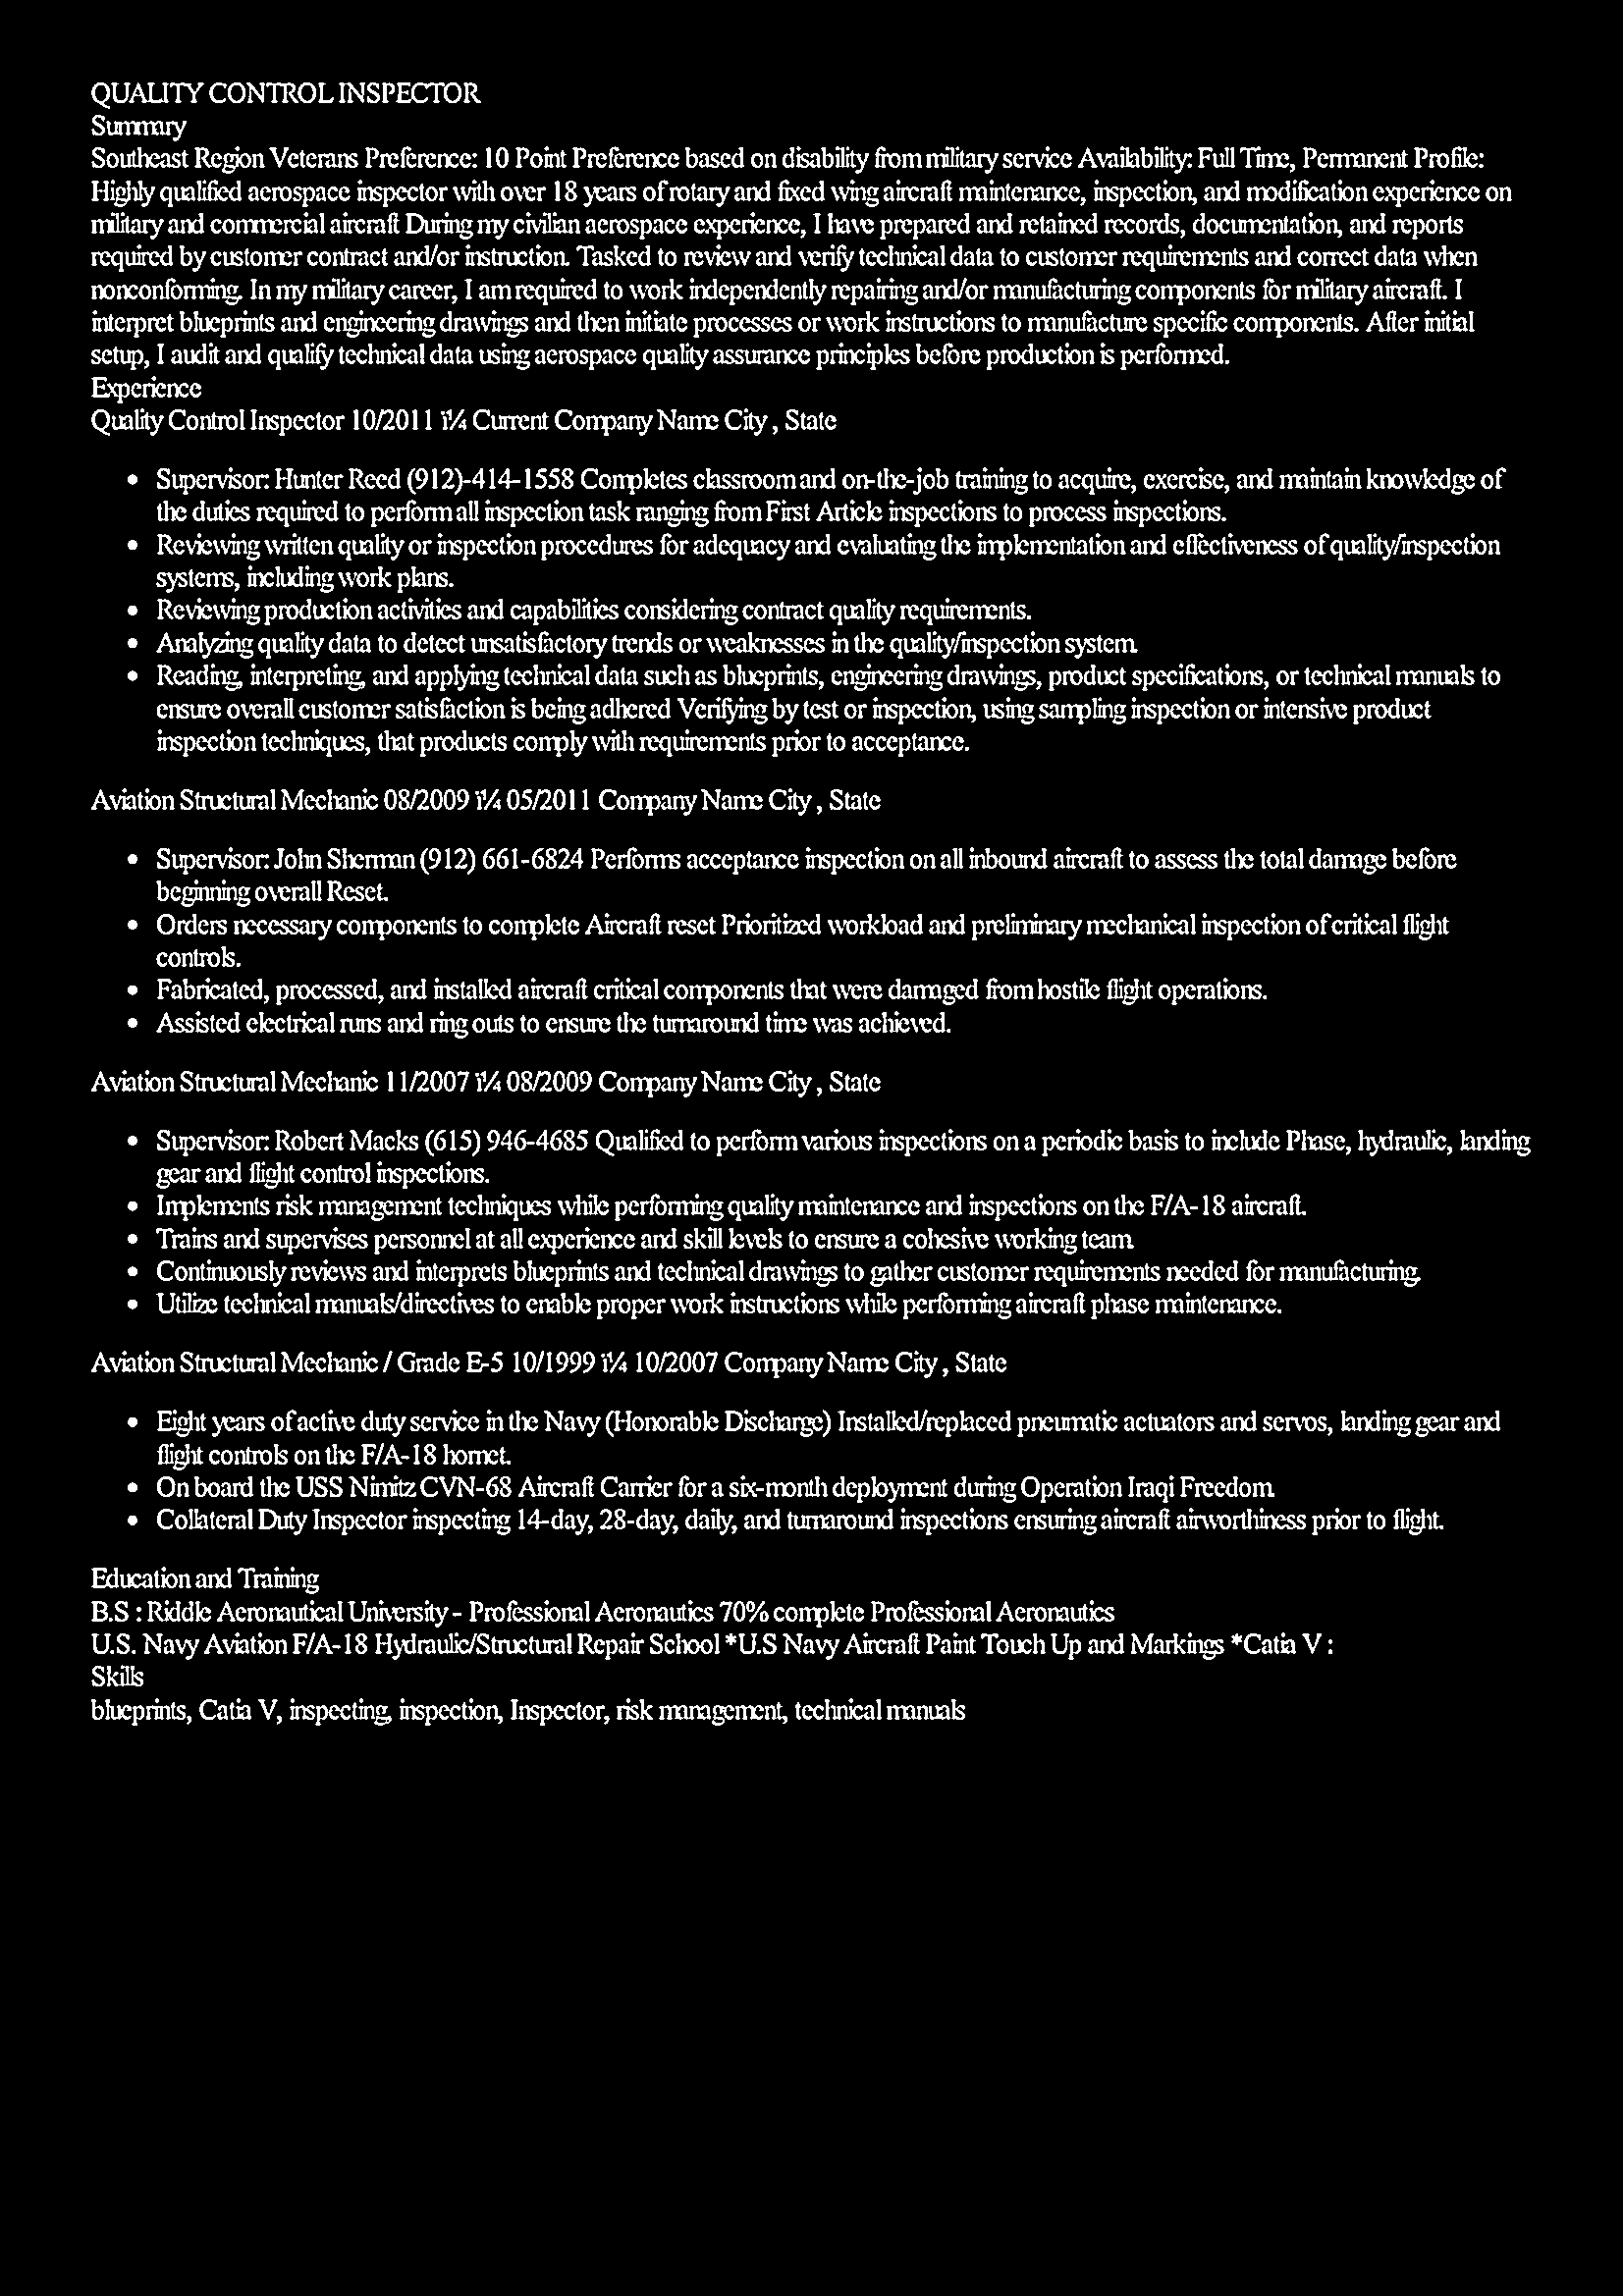 QUALITY CONTROL INSPECTOR
Summary
Southeast Region Veterans Preference: 10 Point Preference based on disability from military service Availability: Full Time, Permanent Profile:
Highly qualified aerospace inspector with over 18 years of rotary and fixed wing aircraft maintenance, inspection, and modification experience on
military and commercial aircraft During my civilian aerospace experience, I have prepared and retained records, documentation, and reports
required by customer contract and/or instruction. Tasked to review and verify technical data to customer requirements and correct data when
nonconforming. In my military career, I am required to work independently repairing and/or manufacturing components for military aircraft. I
interpret blueprints and engineering drawings and then initiate processes or work instructions to manufacture specific components. After initial
setup, I audit and qualify technical data using aerospace quality assurance principles before production is performed.
Experience
Quality Control Inspector 10/2011 ï¼ Current Company Name City , State
• Supervisor: Hunter Reed (912)-414-1558 Completes classroom and on-the-job training to acquire, exercise, and maintain knowledge of
the duties required to perform all inspection task ranging from First Article inspections to process inspections.
• Reviewing written quality or inspection procedures for adequacy and evaluating the implementation and effectiveness of quality/inspection
systems, including work plans.
• Reviewing production activities and capabilities considering contract quality requirements.
• Analyzing quality data to detect unsatisfactory trends or weaknesses in the quality/inspection system.
• Reading, interpreting, and applying technical data such as blueprints, engineering drawings, product specifications, or technical manuals to
ensure overall customer satisfaction is being adhered Verifying by test or inspection, using sampling inspection or intensive product
inspection techniques, that products comply with requirements prior to acceptance.
Aviation Structural Mechanic 08/2009 ï¼ 05/2011 Company Name City , State
• Supervisor: John Sherman (912) 661-6824 Performs acceptance inspection on all inbound aircraft to assess the total damage before
beginning overall Reset.
• Orders necessary components to complete Aircraft reset Prioritized workload and preliminary mechanical inspection of critical flight
controls.
• Fabricated, processed, and installed aircraft critical components that were damaged from hostile flight operations.
• Assisted electrical runs and ring outs to ensure the turnaround time was achieved.
Aviation Structural Mechanic 11/2007 ï¼ 08/2009 Company Name City , State
• Supervisor: Robert Macks (615) 946-4685 Qualified to perform various inspections on a periodic basis to include Phase, hydraulic, landing
gear and flight control inspections.
• Implements risk management techniques while performing quality maintenance and inspections on the F/A-18 aircraft.
• Trains and supervises personnel at all experience and skill levels to ensure a cohesive working team.
• Continuously reviews and interprets blueprints and technical drawings to gather customer requirements needed for manufacturing.
• Utilize technical manuals/directives to enable proper work instructions while performing aircraft phase maintenance.
Aviation Structural Mechanic / Grade E-5 10/1999 ï¼ 10/2007 Company Name City , State
• Eight years of active duty service in the Navy (Honorable Discharge) Installed/replaced pneumatic actuators and servos, landing gear and
flight controls on the F/A-18 hornet.
• On board the USS Nimitz CVN-68 Aircraft Carrier for a six-month deployment during Operation Iraqi Freedom.
• Collateral Duty Inspector inspecting 14-day, 28-day, daily, and turnaround inspections ensuring aircraft airworthiness prior to flight.
Education and Training
B.S : Riddle Aeronautical University - Professional Aeronautics 70% complete Professional Aeronautics
U.S. Navy Aviation F/A-18 Hydraulic/Structural Repair School *U.S Navy Aircraft Paint Touch Up and Markings *Catia V :
Skills
blueprints, Catia V, inspecting, inspection, Inspector, risk management, technical manuals